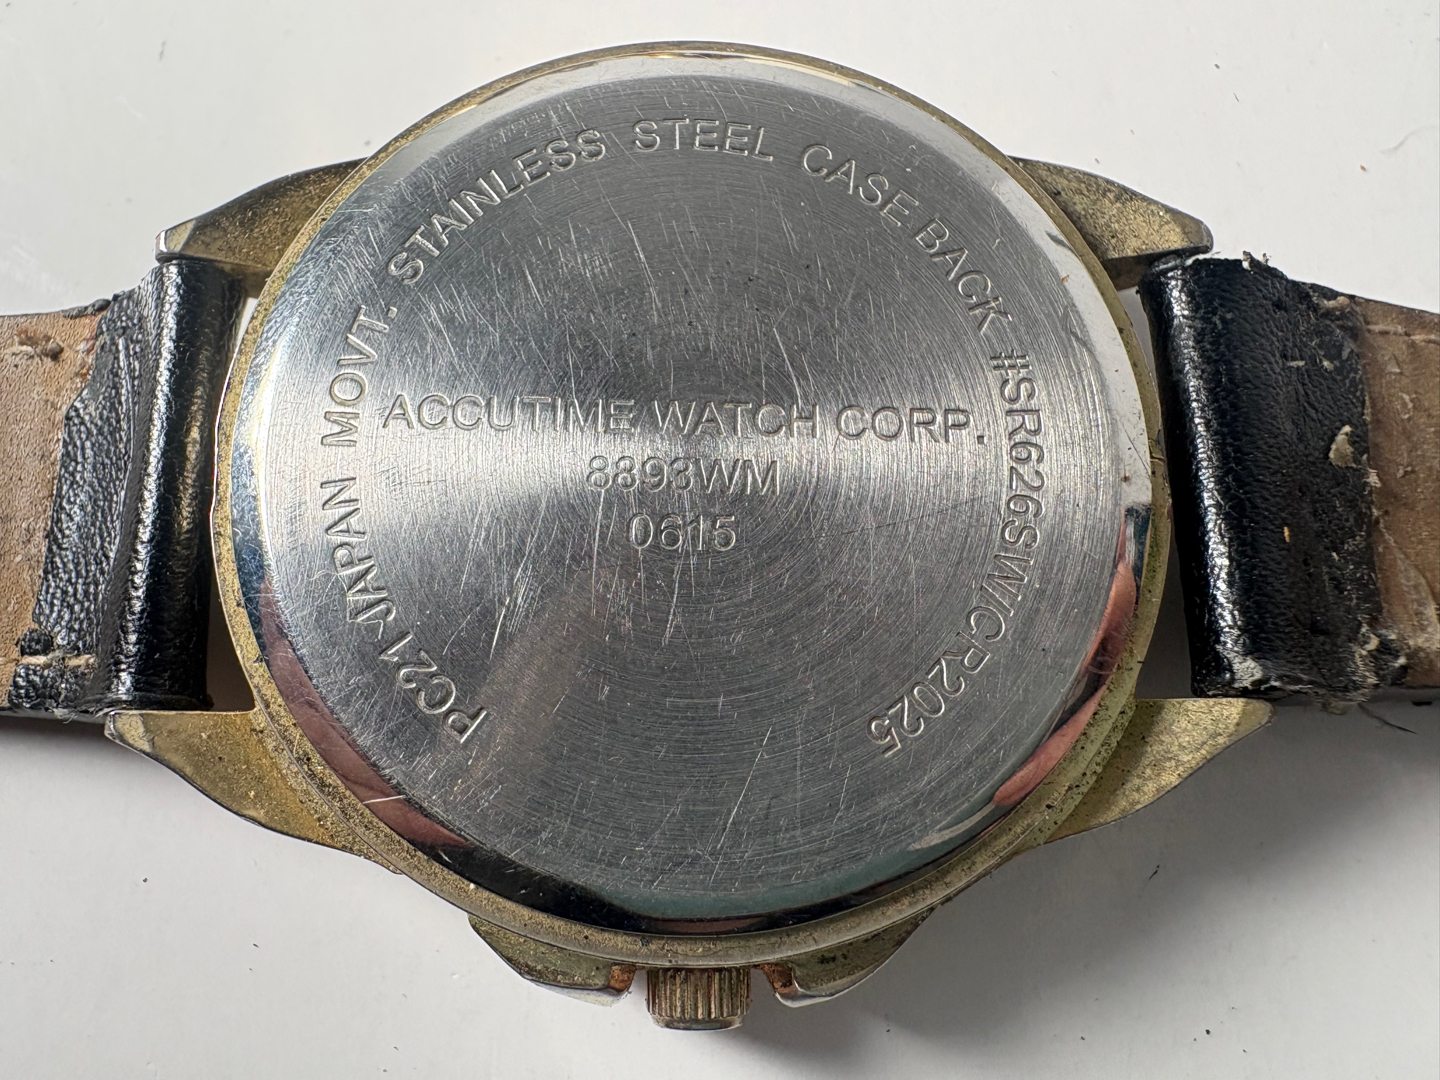 PC21 JAPAN MOVT. STAINLESS STEEL CASE BACK #SR626SW/CR2025
ACCUTIME WATCH CORP.
8893WM
0615